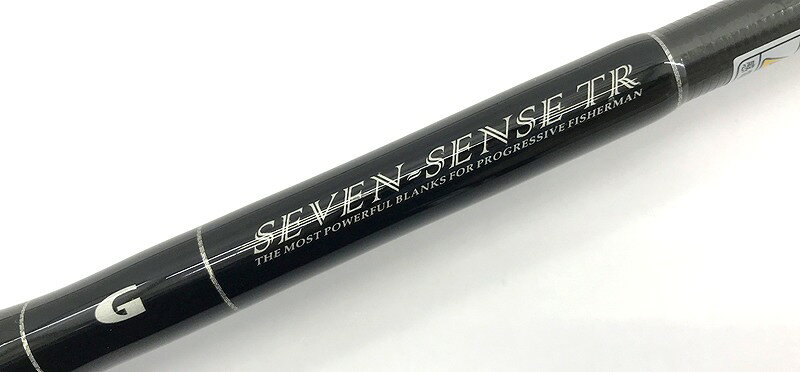 SEVEN-SENSE TR
THE MOST POWERFUL BLANKS FOR PROGRESSIVE FISHERMAN
G